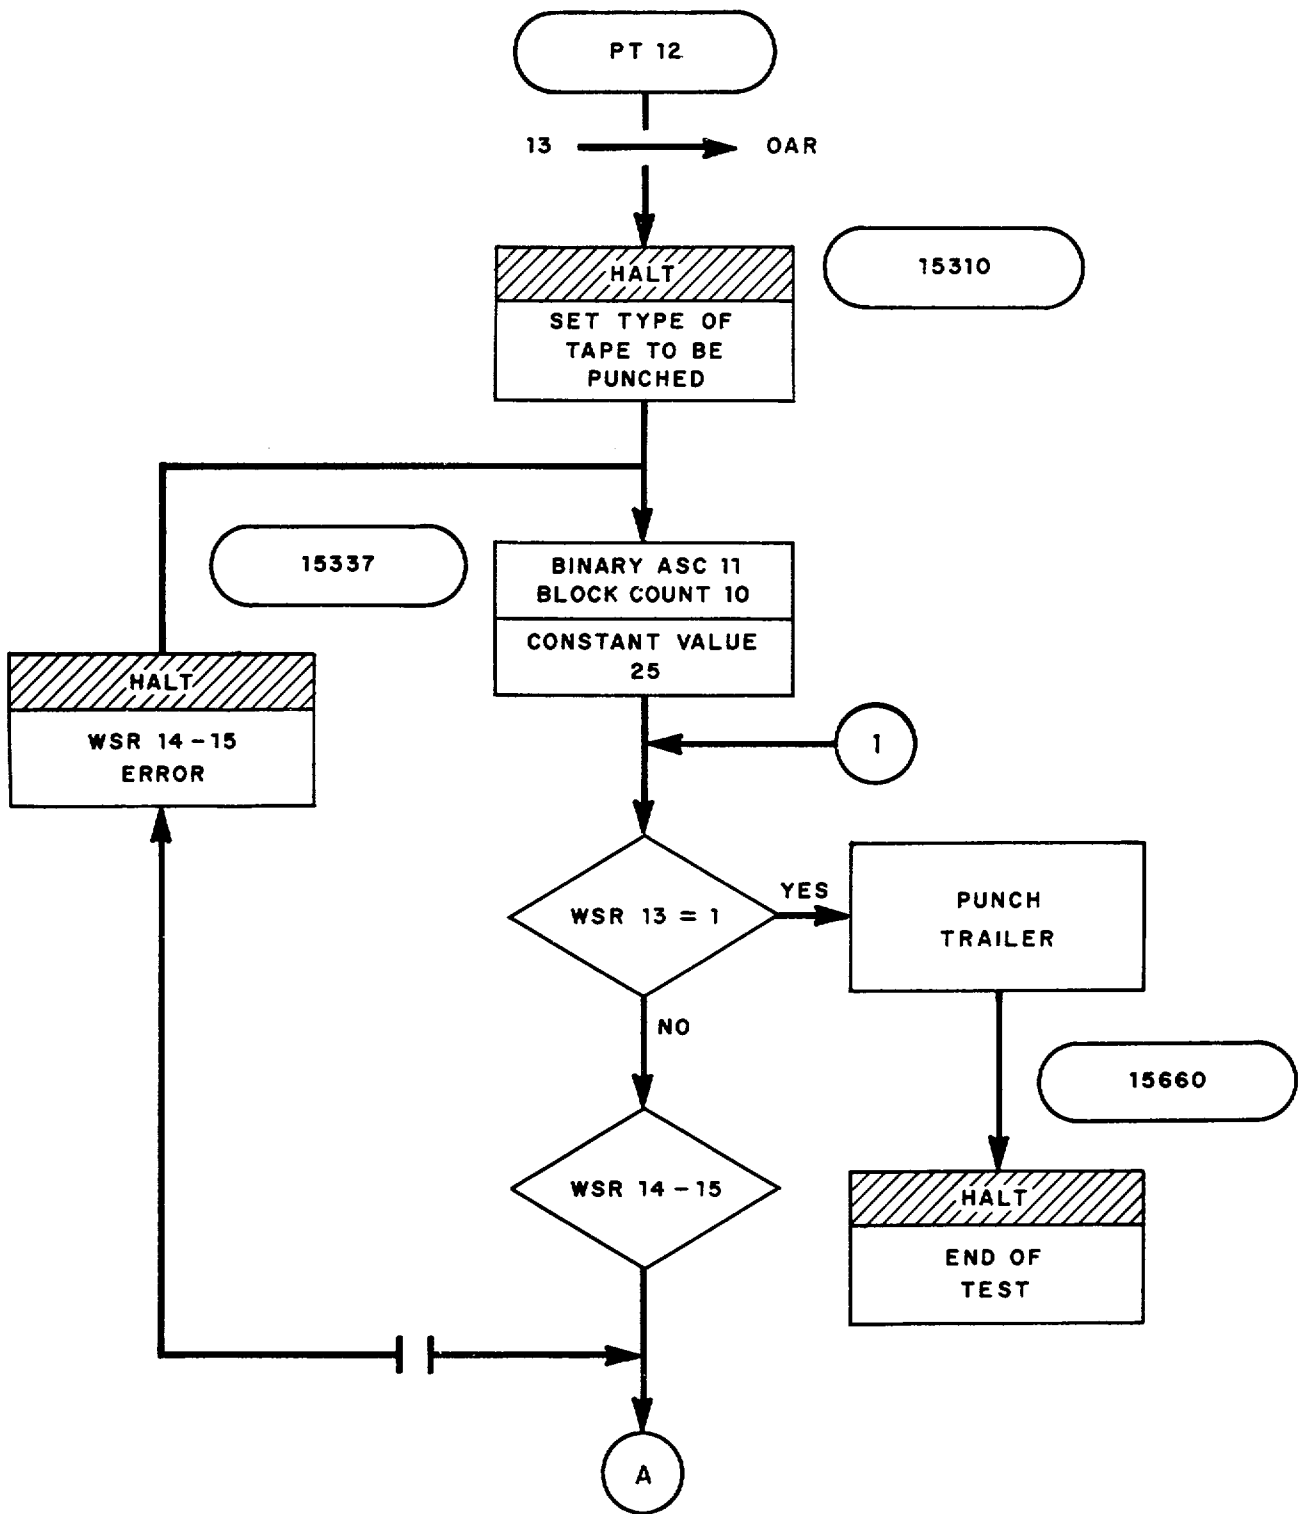 PT 12
13 OAR
HALT
15310
SET TYPE OF
TAPE TO BE
PUNCHED
15337
BINARY ASC 11
BLOCK COUNT 10
CONSTANT VALUE
25
HALT
WSR 14-15
ERROR
1
WSR 13 = 1
YES
PUNCH
TRAILER
NO
15660
WSR 14-15
HALT
END OF
TEST
A